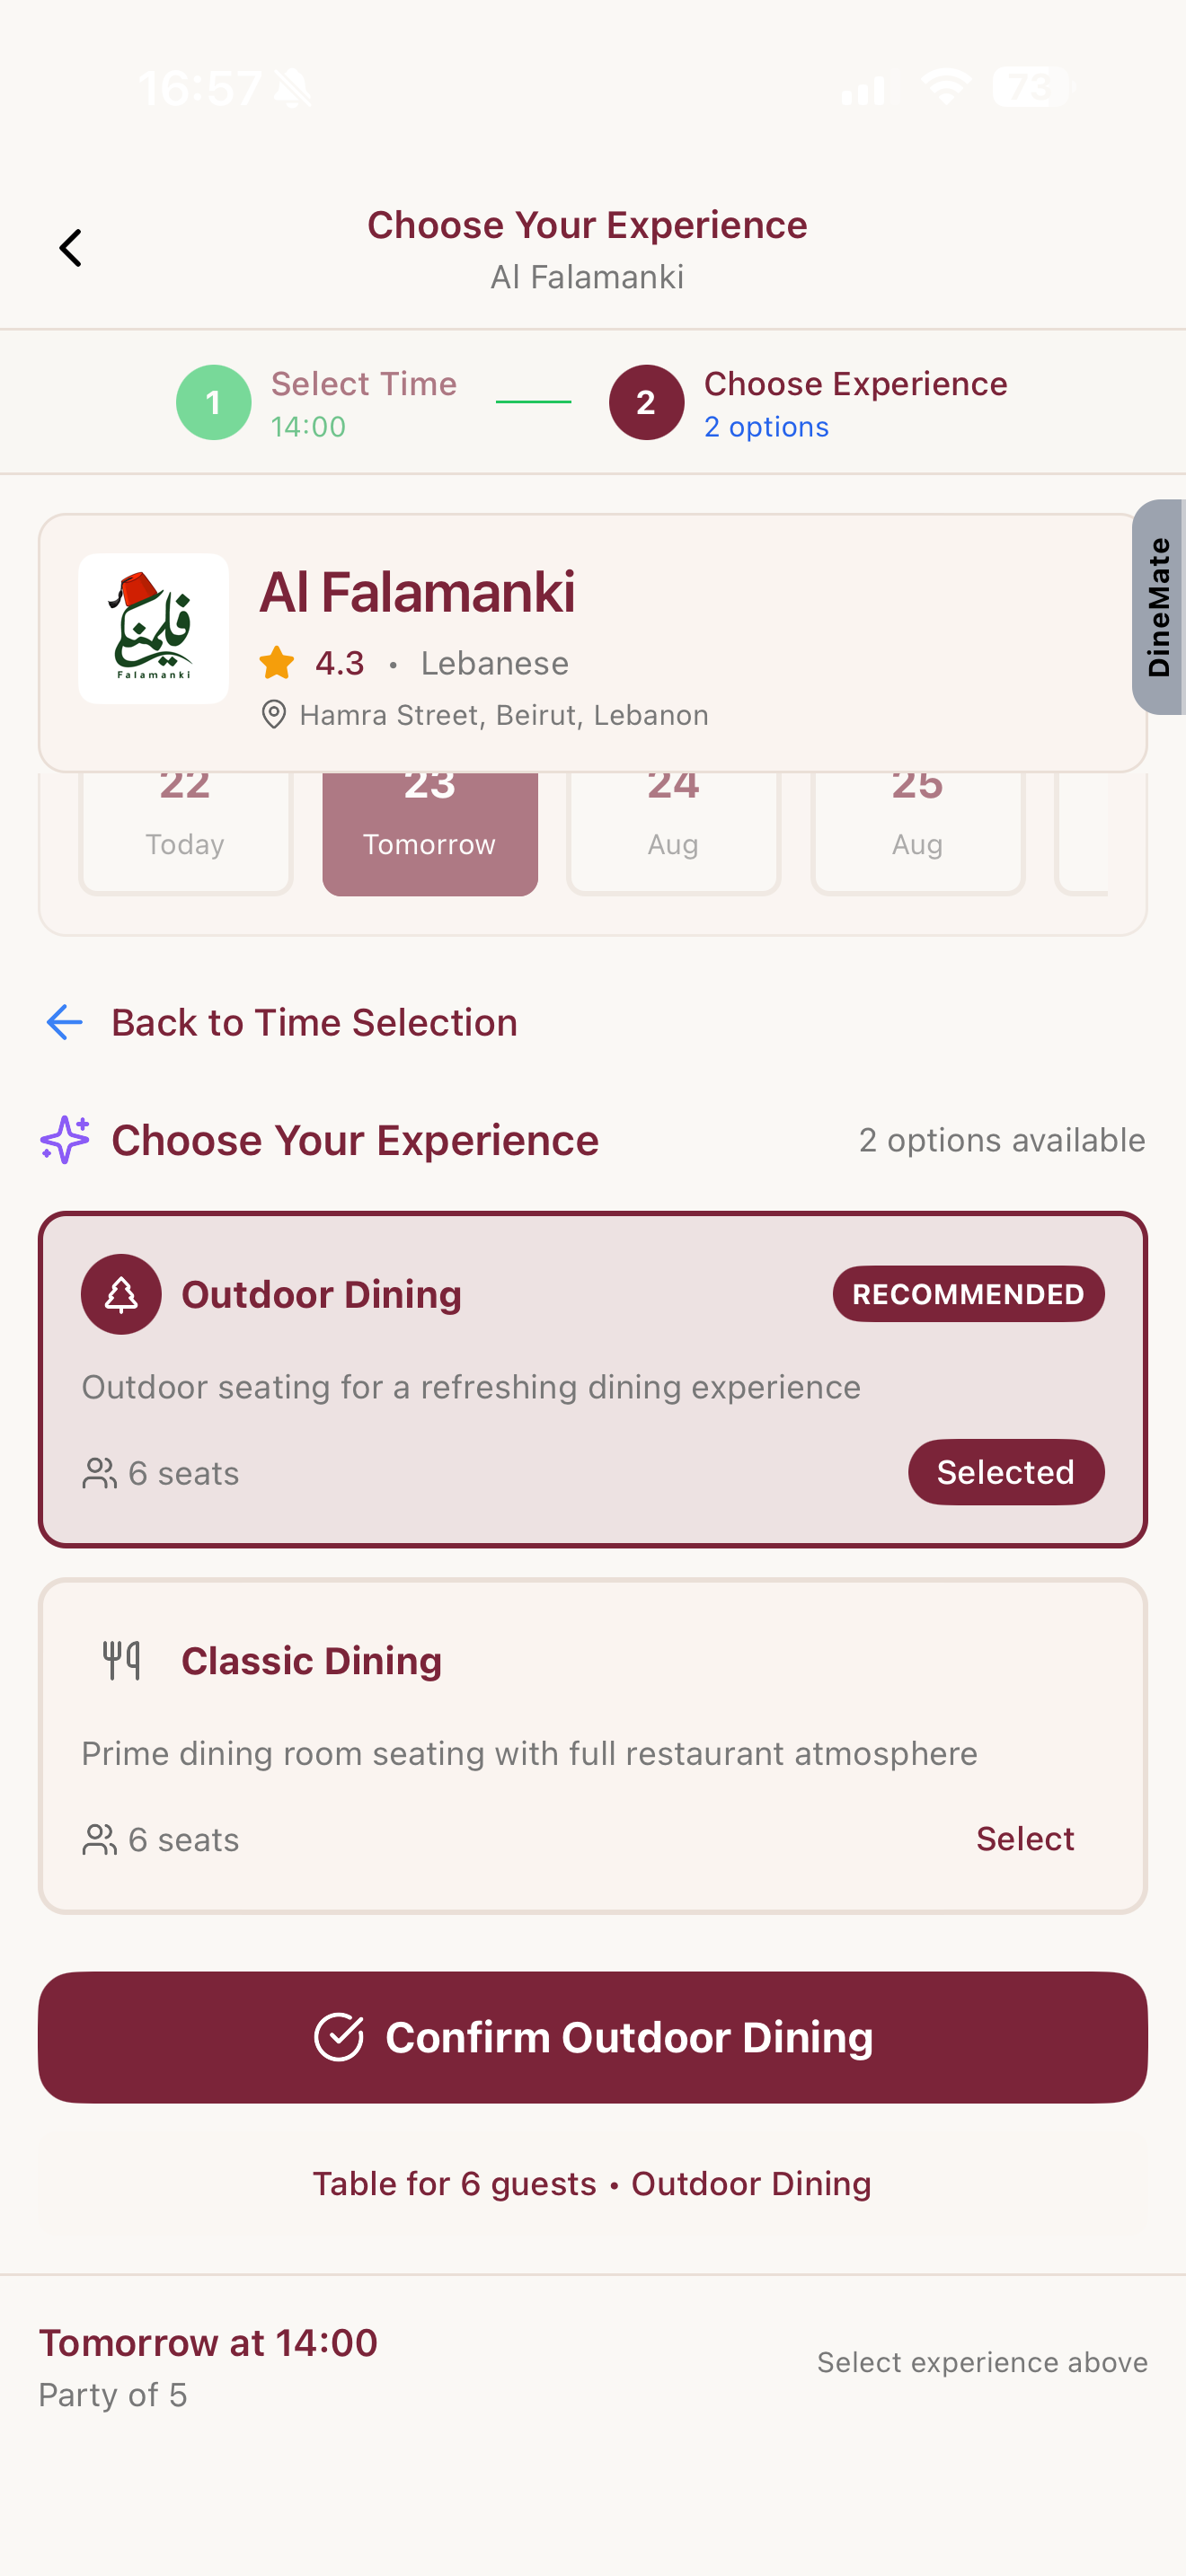 16:57
73
Choose Your Experience
Al Falamanki
1
Select Time
14:00
2
Choose Experience
2 options
DineMate
فلمنكي
Falamanki
Al Falamanki
4.3 • Lebanese
Hamra Street, Beirut, Lebanon
22
Today
23
Tomorrow
24
Aug
25
Aug
Back to Time Selection
Choose Your Experience
2 options available
Outdoor Dining
RECOMMENDED
Outdoor seating for a refreshing dining experience
6 seats
Selected
Classic Dining
Prime dining room seating with full restaurant atmosphere
6 seats
Select
Confirm Outdoor Dining
Table for 6 guests • Outdoor Dining
Tomorrow at 14:00
Party of 5
Select experience above